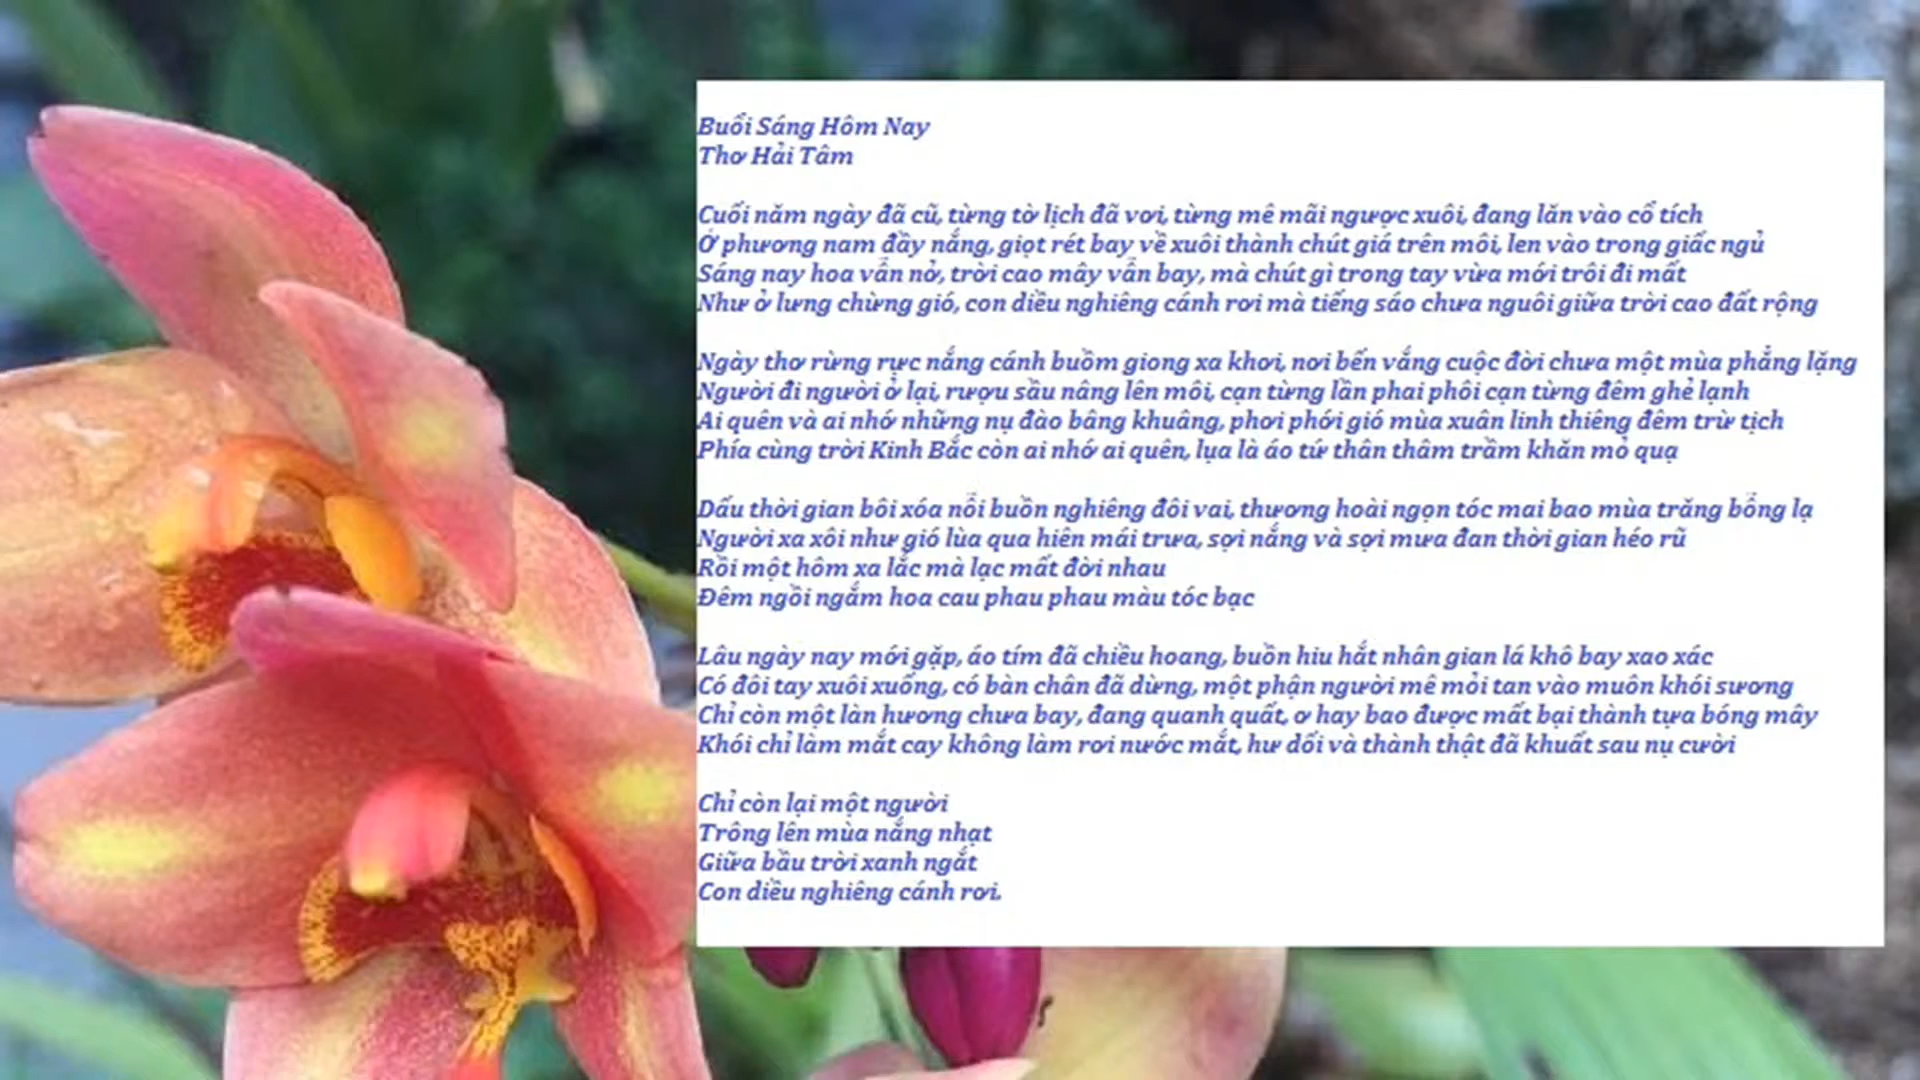 Buổi Sáng Hôm Nay
Thơ Hải Tâm
Cuối năm ngày đã cũ, từng tờ lịch đã vơi, từng mê mãi ngược xuôi, đang lăn vào cổ tích
Ở phương nam đầy nắng, giọt rét bay về xuôi thành chút giá trên môi, len vào trong giấc ngủ
Sáng nay hoa vẫn nở, trời cao mây vẫn bay, mà chút gì trong tay vừa mới trôi đi mất
Như ở lưng chừng gió, con diều nghiêng cánh rơi mà tiếng sáo chưa nguôi giữa trời cao đất rộng
Ngày thơ rừng rực nắng cánh buồm giong xa khơi, nơi bến vắng cuộc đời chưa một mùa phẳng lặng
Người đi người ở lại, rượu sầu nâng lên môi, cạn từng lần phai phôi cạn từng đêm ghẻ lạnh
Ai quên và ai nhớ những nụ đào bâng khuâng, phơi phới gió mùa xuân linh thiêng đêm trừ tịch
Phía cùng trời Kinh Bắc còn ai nhớ ai quên, lụa là áo tứ thân thâm trầm khăn mỏ quạ
Dấu thời gian bôi xóa nỗi buồn nghiêng đôi vai, thương hoài ngọn tóc mai bao mùa trăng bỗng lạ
Người xa xôi như gió lùa qua hiên mái trưa, sợi nắng và sợi mưa đan thời gian héo rũ
Rồi một hôm xa lắc mà lạc mất đời nhau
Đêm ngồi ngắm hoa cau phau phau màu tóc bạc
Lâu ngày nay mới gặp, áo tím đã chiều hoang, buồn hiu hắt nhân gian lá khô bay xao xác
Có đôi tay xuôi xuống, có bàn chân đã dừng, một phận người mê mỏi tan vào muôn khói sương
Chỉ còn một làn hương chưa bay, đang quanh quất, ơ hay bao được mất bại thành tựa bóng mây
Khói chỉ làm mắt cay không làm rơi nước mắt, hư dối và thành thật đã khuất sau nụ cười
Chỉ còn lại một người
Trông lên mùa nắng nhạt
Giữa bầu trời xanh ngắt
Con diều nghiêng cánh rơi.